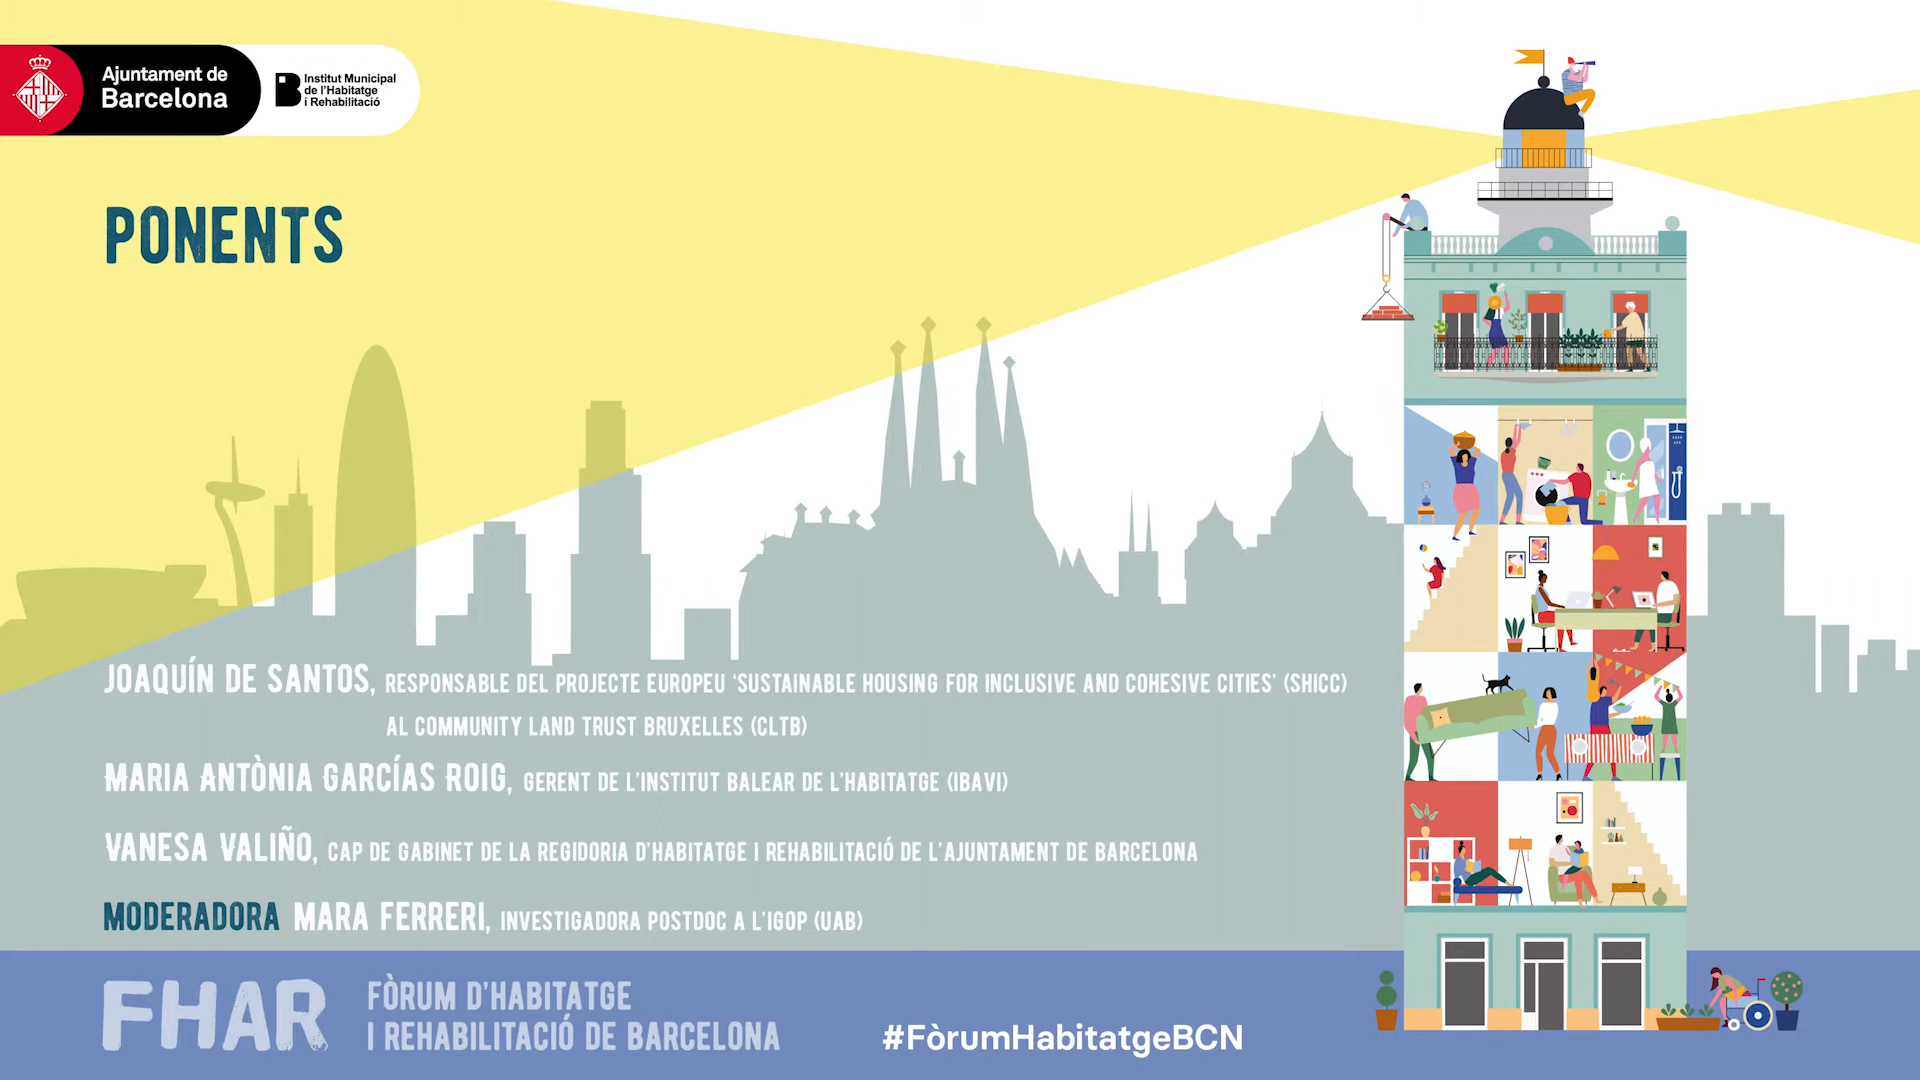 Ajuntament de
Barcelona
Institut Municipal
de l'Habitatge
i Rehabilitació
PONENTS
JOAQUÍN DE SANTOS, RESPONSABLE DEL PROJECTE EUROPEU 'SUSTAINABLE HOUSING FOR INCLUSIVE AND COHESIVE CITIES' (SHICC)
AL COMMUNITY LAND TRUST BRUXELLES (CLTB)
MARIA ANTÒNIA GARCÍAS ROIG, GERENT DE L'INSTITUT BALEAR DE L'HABITATGE (IBAVI)
VANESA VALIÑO, CAP DE GABINET DE LA REGIDORIA D'HABITATGE I REHABILITACIÓ DE L'AJUNTAMENT DE BARCELONA
MODERADORA MARA FERRERI, INVESTIGADORA POSTDOC A L'IGOP (UAB)
FHAR
FÒRUM D'HABITATGE
I REHABILITACIÓ DE BARCELONA
#FòrumHabitatgeBCN